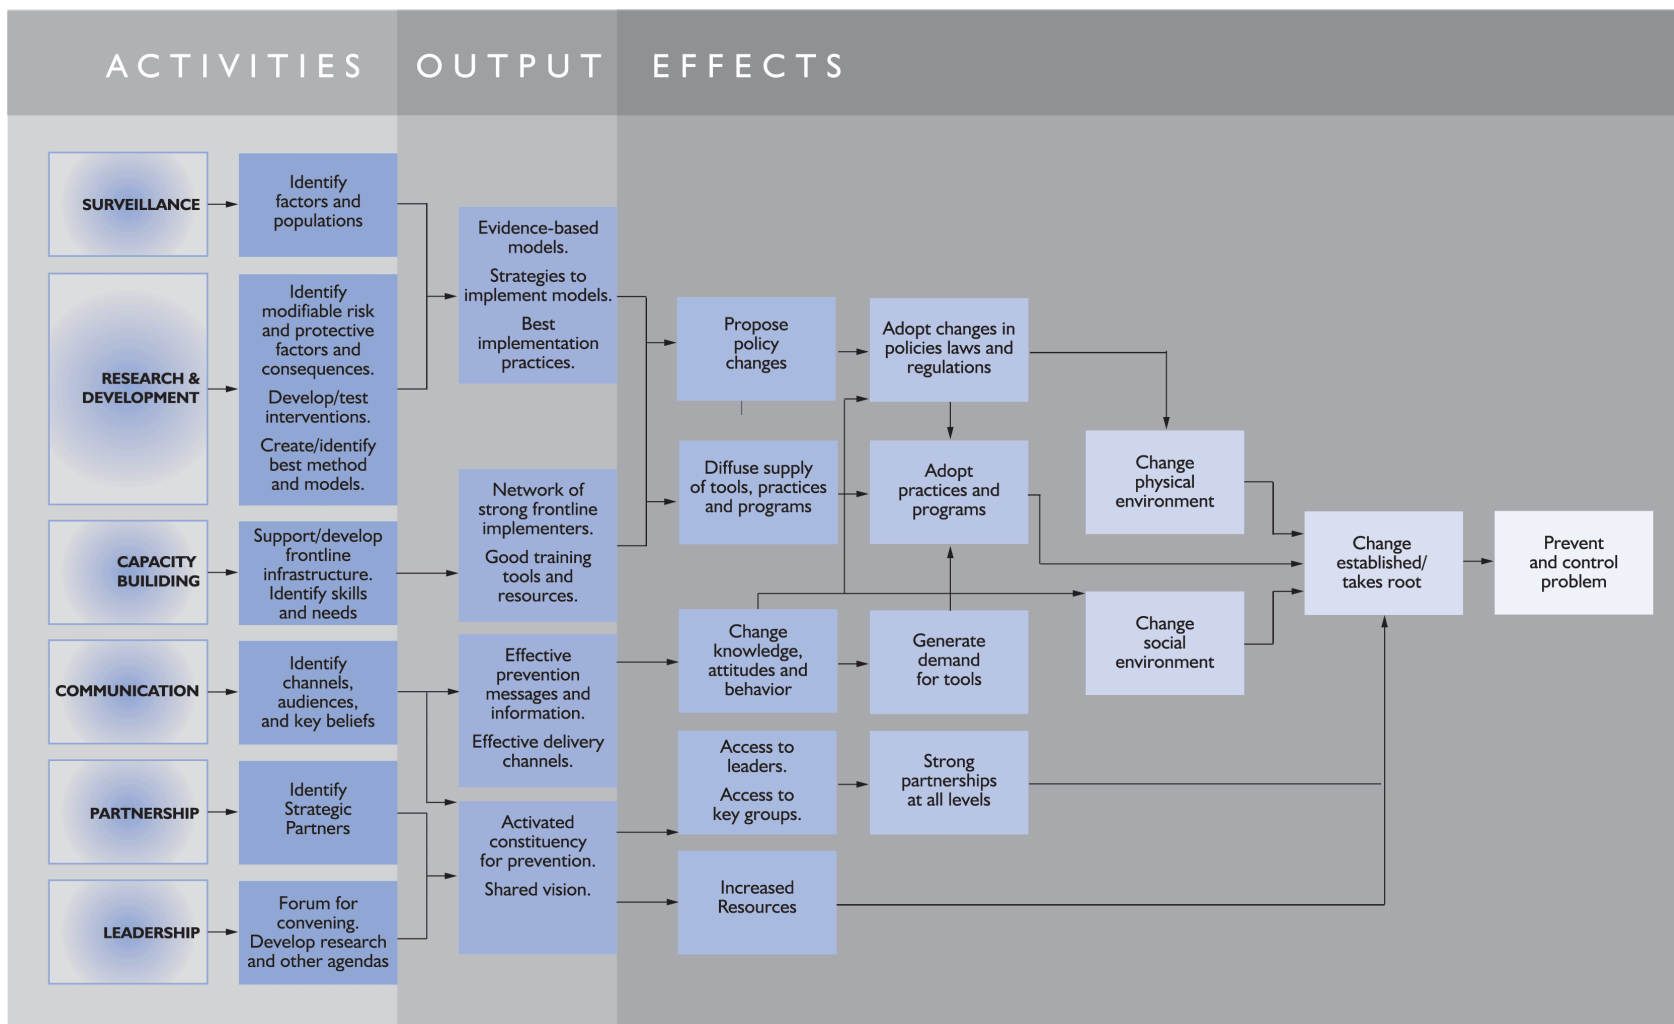 ACTIVITIES
OUTPUT
EFFECTS
SURVEILLANCE
Identify
factors and
populations
RESEARCH &
DEVELOPMENT
Identify
modifiable risk
and protective
factors and
consequences.
Develop/test
interventions.
Create/identify
best method
and models.
CAPACITY
BUILIDING
Support/develop
frontline
infrastructure.
Identify skills
and needs
COMMUNICATION
Identify
channels,
audiences,
and key beliefs
PARTNERSHIP
Identify
Strategic
Partners
LEADERSHIP
Forum for
convening.
Develop research
and other agendas
Evidence-based
models.
Strategies to
implement models.
Best
implementation
practices.
Network of
strong frontline
implementers.
Good training
tools and
resources.
Effective
prevention
messages and
information.
Effective delivery
channels.
Activated
constituency
for prevention.
Shared vision.
Propose
policy
changes
Adopt changes in
policies laws and
regulations
Diffuse supply
of tools, practices
and programs
Adopt
practices and
programs
Change
knowledge,
attitudes and
behavior
Generate
demand
for tools
Access to
leaders.
Access to
key groups.
Strong
partnerships
at all levels
Increased
Resources
Change
physical
environment
Change
social
environment
Change
established/
takes root
Prevent
and control
problem